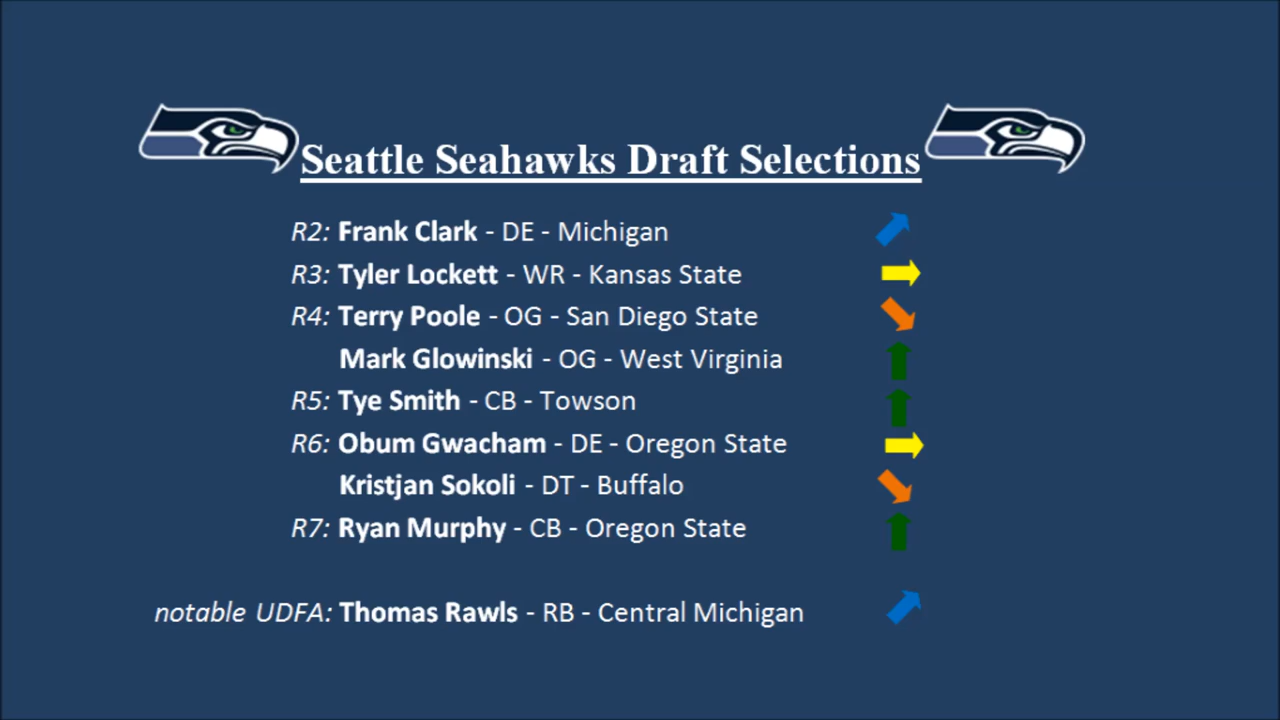 Seattle Seahawks Draft Selections
R2: Frank Clark - DE - Michigan
R3: Tyler Lockett - WR - Kansas State
R4: Terry Poole - OG - San Diego State
Mark Glowinski - OG - West Virginia
R5: Tye Smith - CB - Towson
R6: Obum Gwacham - DE - Oregon State
Kristjan Sokoli - DT - Buffalo
R7: Ryan Murphy - CB - Oregon State
notable UDFA: Thomas Rawls - RB - Central Michigan